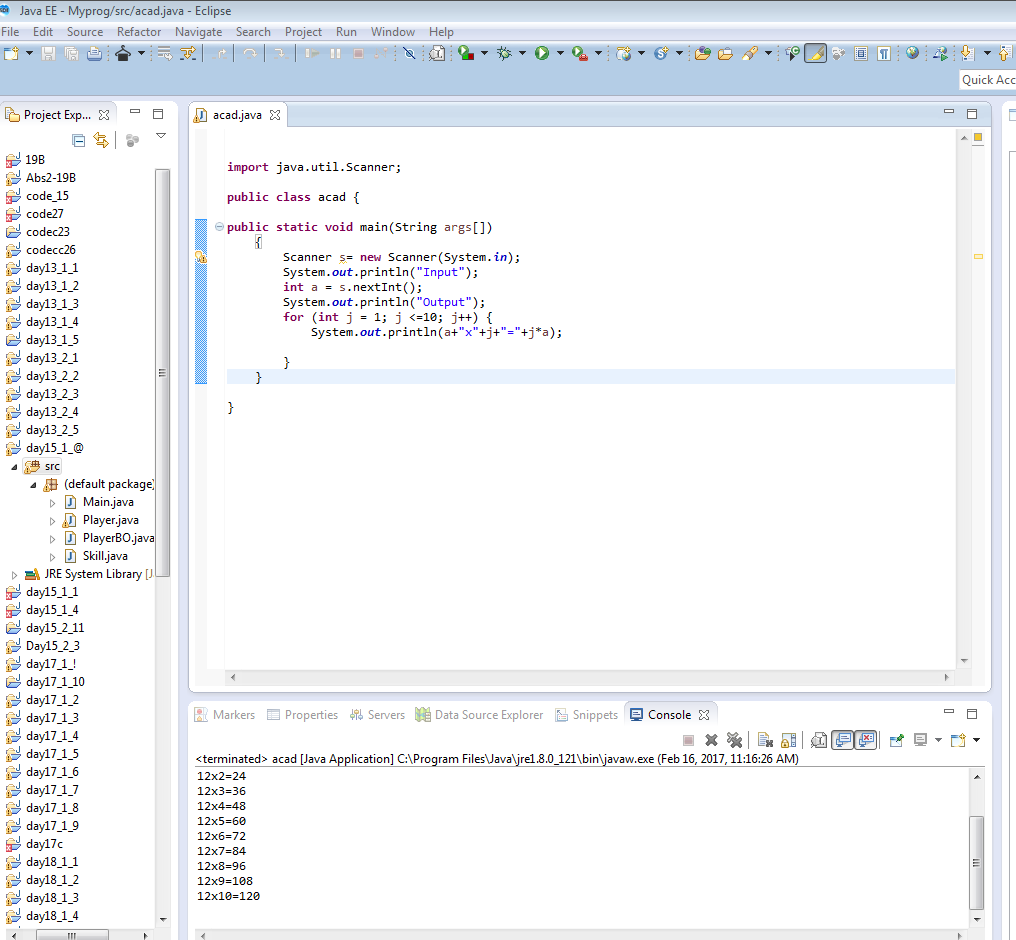 Java EE - Myprog/src/acad.java - Eclipse
File Edit Source Refactor Navigate Search Project Run Window Help
Quick Acc
Project Exp...
19B
Abs2-19B
code_15
code27
codec23
codecc26
day13_1_1
day13_1_2
day13_1_3
day13_1_4
day13_1_5
day13_2_1
day13_2_2
day13_2_3
day13_2_4
day13_2_5
day15_1_@
src
(default package)
Main.java
Player.java
PlayerBO.java
Skill.java
JRE System Library [J
day15_1_1
day15_1_4
day15_2_11
Day15_2_3
day17_1_!
day17_1_10
day17_1_2
day17_1_3
day17_1_4
day17_1_5
day17_1_6
day17_1_7
day17_1_8
day17_1_9
day17c
day18_1_1
day18_1_2
day18_1_3
day18_1_4
acad.java
import java.util.Scanner;
public class acad {
public static void main(String args[])
{
Scanner s= new Scanner(System.in);
System.out.println("Input");
int a = s.nextInt();
System.out.println("Output");
for (int j = 1; j <=10; j++) {
System.out.println(a+"x"+j+"="+j*a);
}
}
}
Markers Properties Servers Data Source Explorer Snippets Console
<terminated> acad [Java Application] C:\Program Files\Java\jre1.8.0_121\bin\javaw.exe (Feb 16, 2017, 11:16:26 AM)
12x2=24
12x3=36
12x4=48
12x5=60
12x6=72
12x7=84
12x8=96
12x9=108
12x10=120